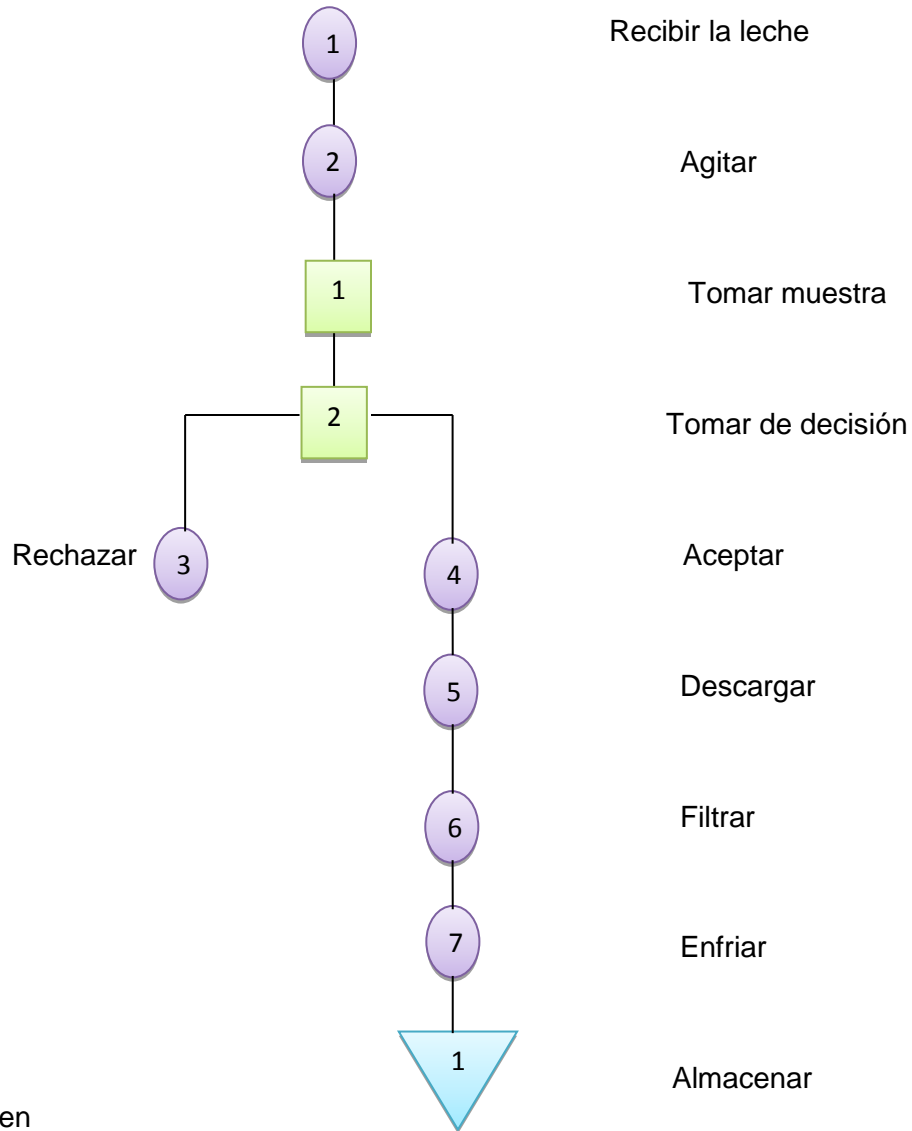 1 Recibir la leche
2 Agitar
1 Tomar muestra
2 Tomar de decisión
Rechazar 3
4 Aceptar
5 Descargar
6 Filtrar
7 Enfriar
1 Almacenar
en